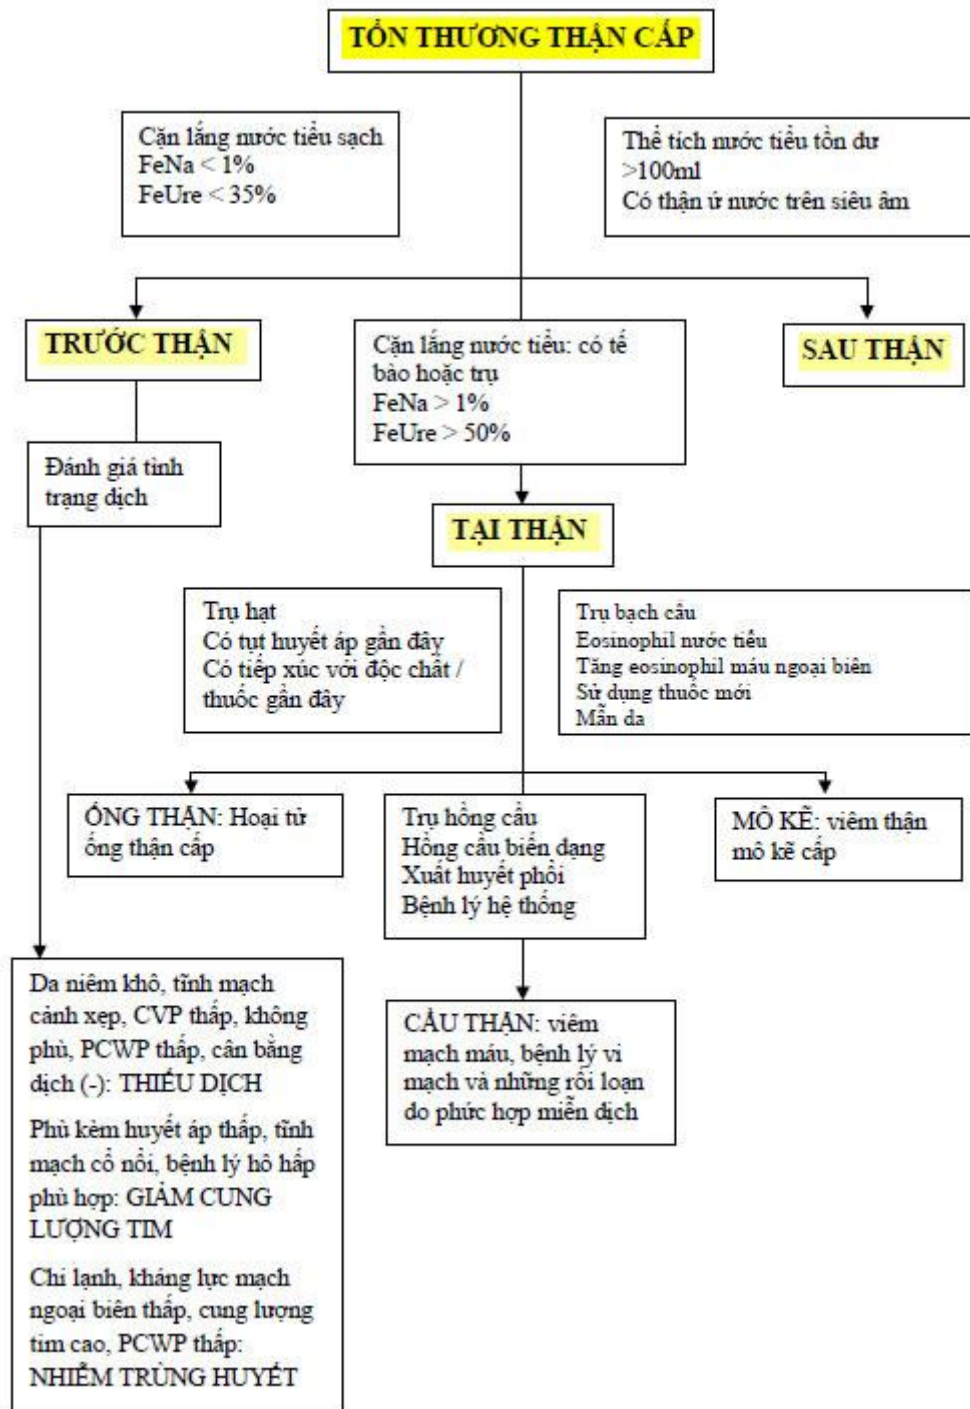 TỔN THƯƠNG THẬN CẤP
Cặn lắng nước tiểu sạch
FeNa < 1%
FeUre < 35%
Thể tích nước tiểu tồn dư
>100ml
Có thận ứ nước trên siêu âm
TRƯỚC THẬN
Cặn lắng nước tiểu: có tế
bào hoặc trụ
FeNa > 1%
FeUre > 50%
SAU THẬN
Đánh giá tình
trạng dịch
TẠI THẬN
Trụ hạt
Có tụt huyết áp gần đây
Có tiếp xúc với độc chất /
thuốc gần đây
Trụ bạch cầu
Eosinophil nước tiểu
Tăng eosinophil máu ngoại biên
Sử dụng thuốc mới
Mẫn da
ỐNG THẬN: Hoại tử
ống thận cấp
Trụ hồng cầu
Hồng cầu biến dạng
Xuất huyết phổi
Bệnh lý hệ thống
MÔ KẼ: viêm thận
mô kẽ cấp
Da niêm khô, tĩnh mạch
cảnh xẹp, CVP thấp, không
phù, PCWP thấp, cân bằng
dịch (-): THIẾU DỊCH
Phù kèm huyết áp thấp, tĩnh
mạch cổ nổi, bệnh lý hô hấp
phù hợp: GIẢM CUNG
LƯỢNG TIM
Chi lạnh, kháng lực mạch
ngoại biên thấp, cung lượng
tim cao, PCWP thấp:
NHIỄM TRÙNG HUYẾT
CẦU THẬN: viêm
mạch máu, bệnh lý vi
mạch và những rối loạn
do phức hợp miễn dịch